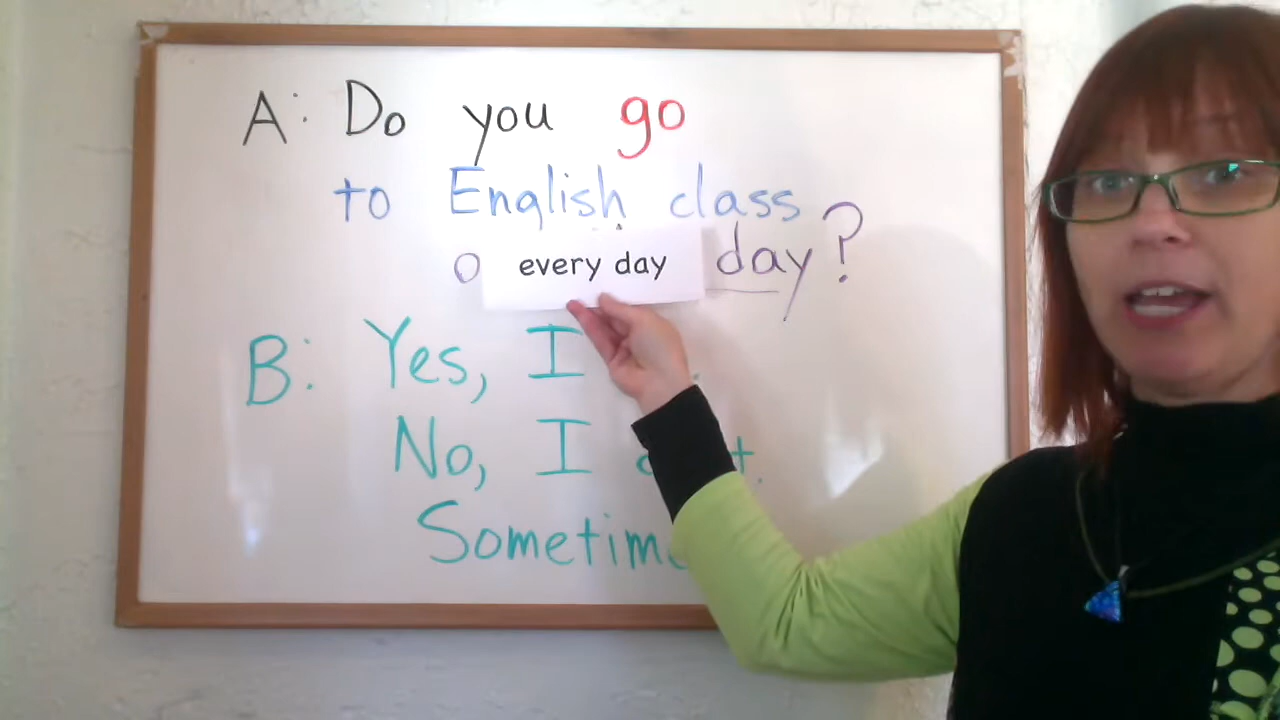 A: Do you go
to English class
o every day day?
B: Yes, I
No, I
Sometim